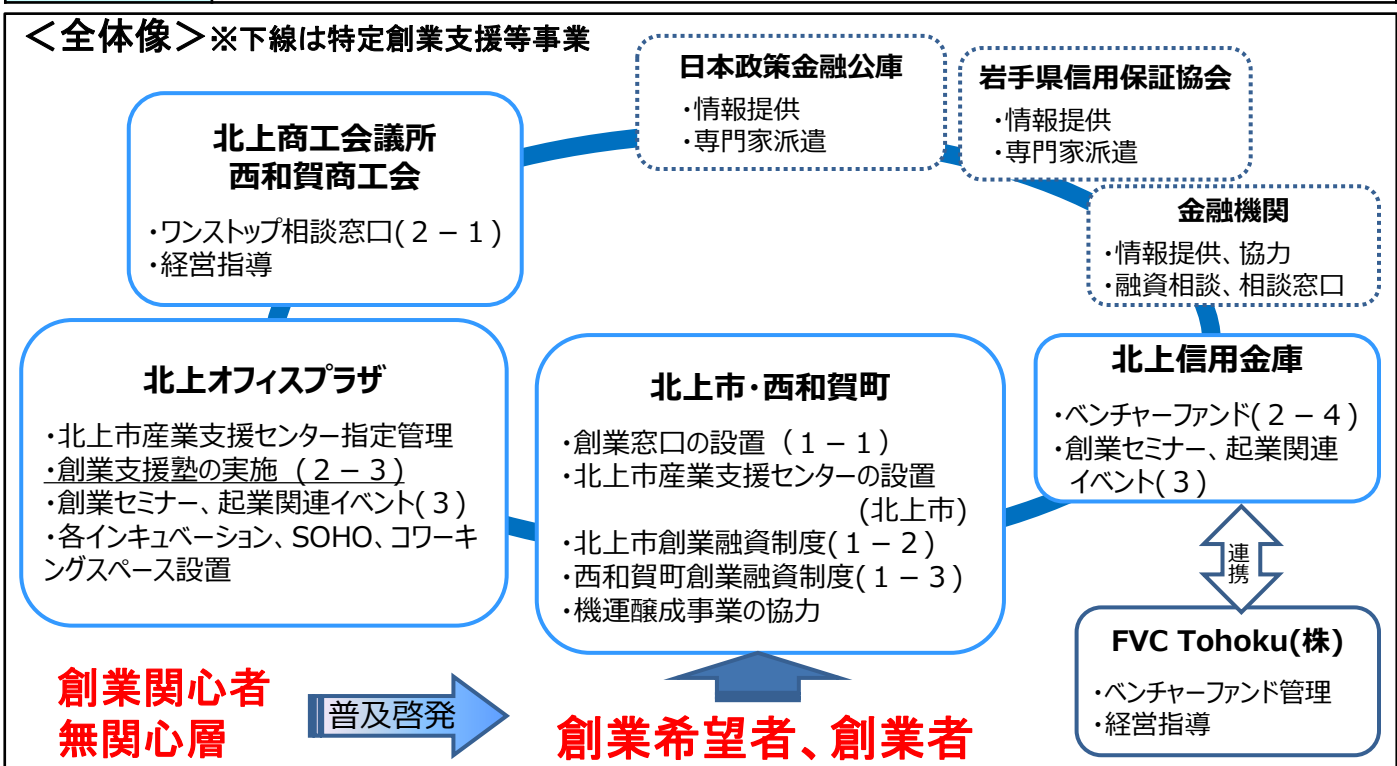 ＜全体像＞※下線は特定創業支援等事業
日本政策金融公庫
・情報提供
・専門家派遣
岩手県信用保証協会
・情報提供
・専門家派遣
北上商工会議所
西和賀商工会
・ワンストップ相談窓口(２－１)
・経営指導
金融機関
・情報提供、協力
・融資相談、相談窓口
北上オフィスプラザ
・北上市産業支援センター指定管理
・創業支援塾の実施（２－３）
・創業セミナー、起業関連イベント(３)
・各インキュベーション、SOHO、コワーキ
ングスペース設置
北上市・西和賀町
・創業窓口の設置（１－１）
・北上市産業支援センターの設置
(北上市)
・北上市創業融資制度(１－２)
・西和賀町創業融資制度(１－３)
・機運醸成事業の協力
北上信用金庫
・ベンチャーファンド(２－４)
・創業セミナー、起業関連
イベント(３)
連携
FVC Tohoku(株)
・ベンチャーファンド管理
・経営指導
創業関心者
無関心層
普及啓発
創業希望者、創業者